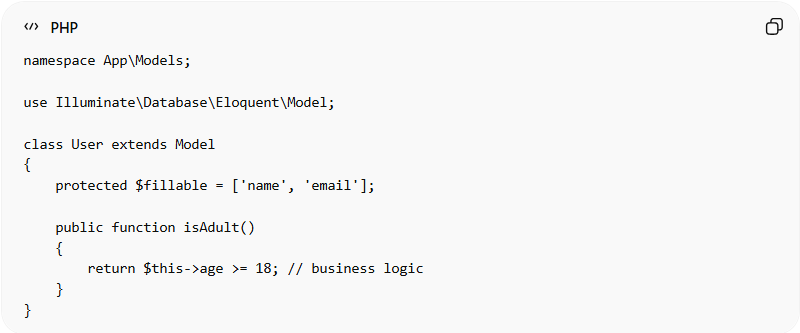 </> PHP
namespace App\Models;
use Illuminate\Database\Eloquent\Model;
class User extends Model
{
    protected $fillable = ['name', 'email'];
    public function isAdult()
    {
        return $this->age >= 18; // business logic
    }
}